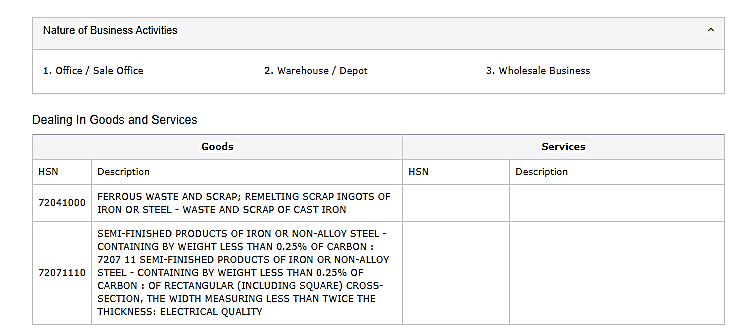 Nature of Business Activities
1. Office / Sale Office
2. Warehouse / Depot
3. Wholesale Business
Dealing In Goods and Services
Goods
Services
HSN
Description
HSN
Description
72041000
FERROUS WASTE AND SCRAP; REMELTING SCRAP INGOTS OF
IRON OR STEEL - WASTE AND SCRAP OF CAST IRON
72071110
SEMI-FINISHED PRODUCTS OF IRON OR NON-ALLOY STEEL -
CONTAINING BY WEIGHT LESS THAN 0.25% OF CARBON :
7207 11 SEMI-FINISHED PRODUCTS OF IRON OR NON-ALLOY
STEEL - CONTAINING BY WEIGHT LESS THAN 0.25% OF
CARBON : OF RECTANGULAR (INCLUDING SQUARE) CROSS-
SECTION, THE WIDTH MEASURING LESS THAN TWICE THE
THICKNESS: ELECTRICAL QUALITY